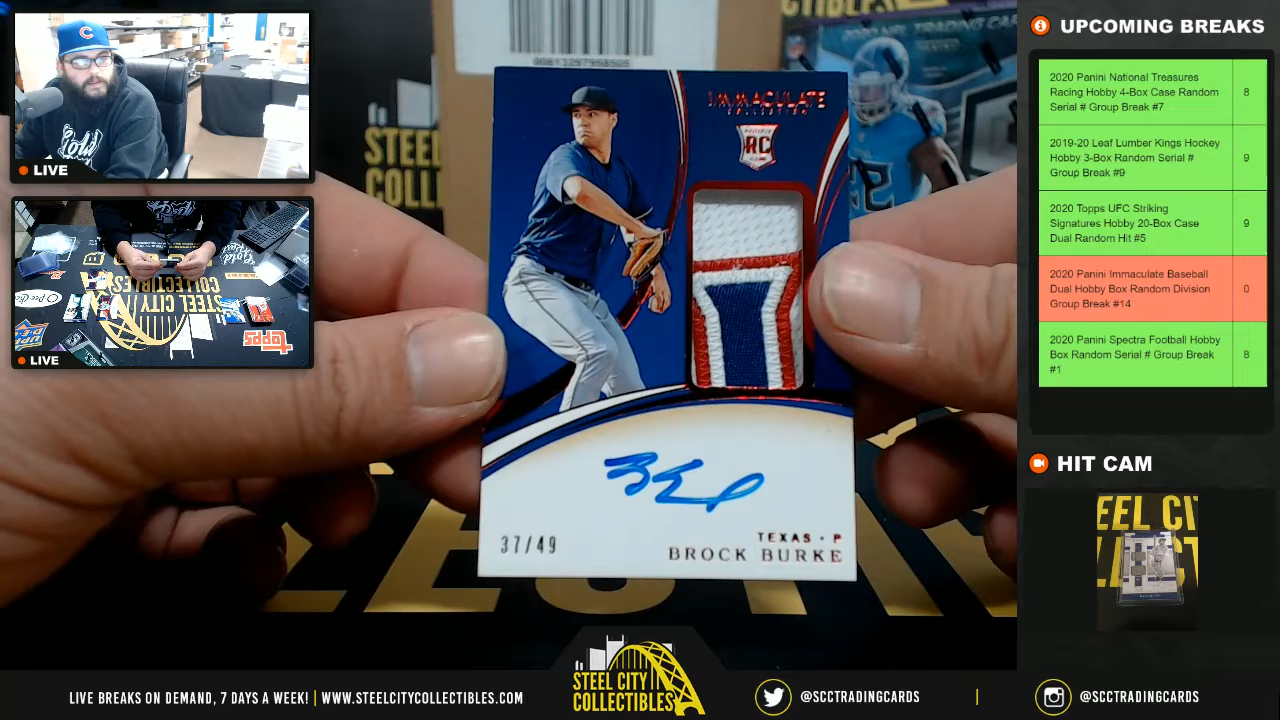 LIVE
LIVE
00613297958505
STEEL CITY
IMMACULATE
COLLECTION
RC
37/49
TEXAS · P
BROCK BURKE
UPCOMING BREAKS
2020 Panini National Treasures
Racing Hobby 4-Box Case Random
Serial # Group Break #7
8
2019-20 Leaf Lumber Kings Hockey
Hobby 3-Box Random Serial #
Group Break #9
9
2020 Topps UFC Striking
Signatures Hobby 20-Box Case
Dual Random Hit #5
9
2020 Panini Immaculate Baseball
Dual Hobby Box Random Division
Group Break #14
0
2020 Panini Spectra Football Hobby
Box Random Serial # Group Break
#1
8
HIT CAM
LIVE BREAKS ON DEMAND, 7 DAYS A WEEK! | WWW.STEELCITYCOLLECTIBLES.COM
STEEL CITY
COLLECTIBLES
@SCCTRADINGCARDS
|
@SCCTRADINGCARDS